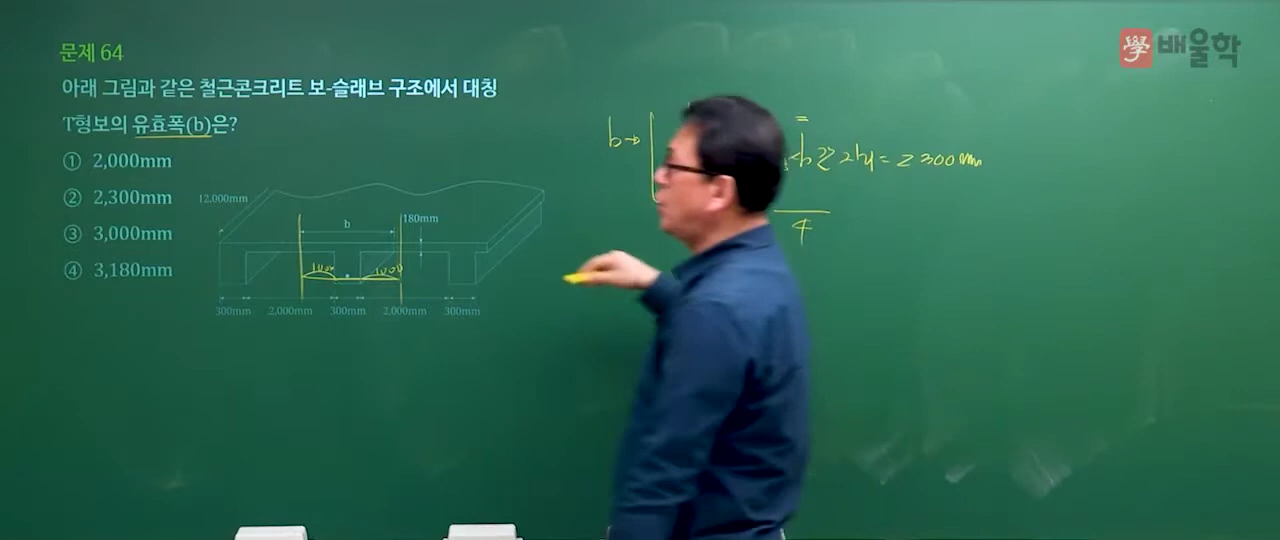 學 배울학
문제 64
아래 그림과 같은 철근콘크리트 보-슬래브 구조에서 대칭
T형보의 유효폭(b)은?
① 2,000mm
② 2,300mm
③ 3,000mm
④ 3,180mm
12,000mm
b
180mm
1000 1000
300mm 2,000mm 300mm 2,000mm 300mm
b→
=
= 2300mm
4